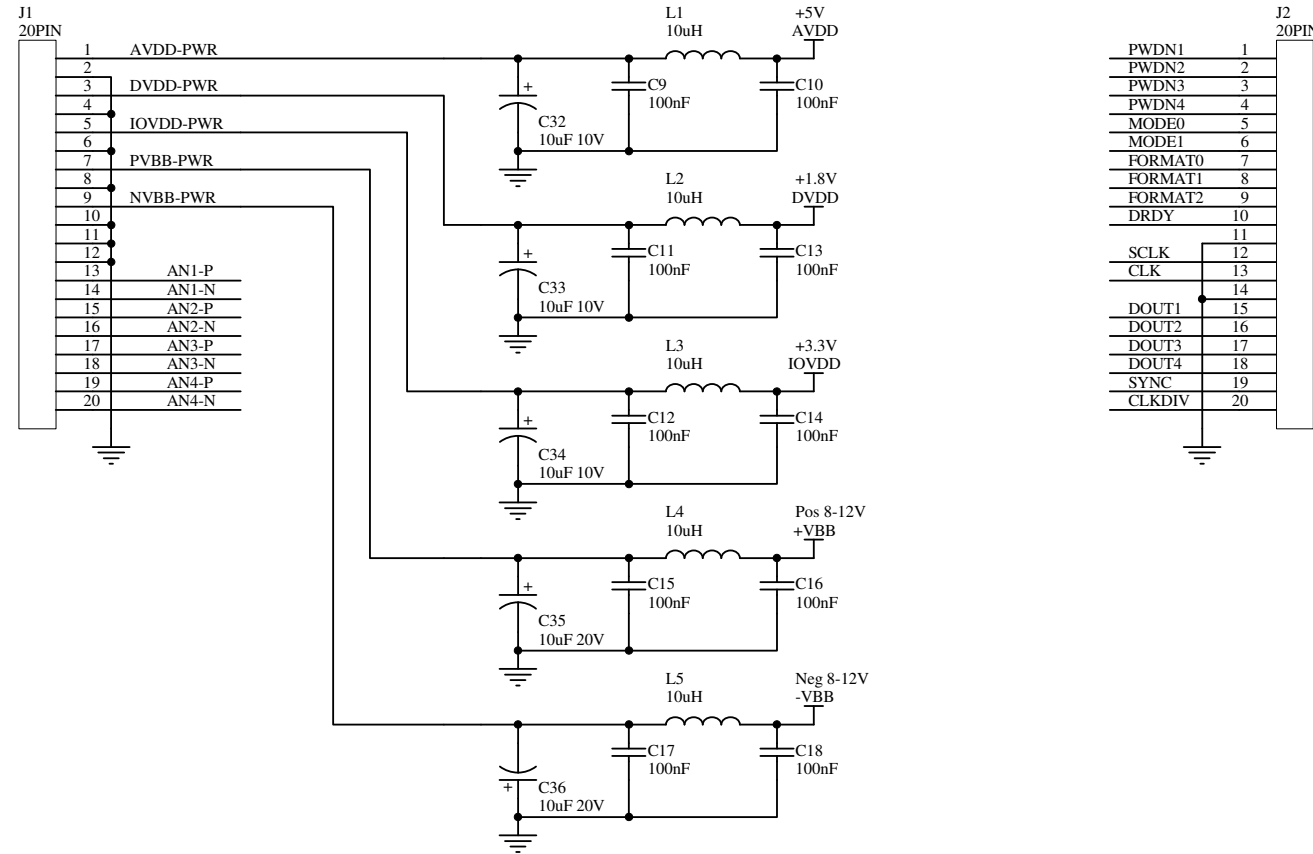 J1
20PIN
1 AVDD-PWR
2
3 DVDD-PWR
4
5 IOVDD-PWR
6
7 PVBB-PWR
8
9 NVBB-PWR
10
11
12
13 AN1-P
14 AN1-N
15 AN2-P
16 AN2-N
17 AN3-P
18 AN3-N
19 AN4-P
20 AN4-N
L1
10uH
+5V
AVDD
+
C32
10uF 10V
C9
100nF
C10
100nF
L2
10uH
+1.8V
DVDD
+
C33
10uF 10V
C11
100nF
C13
100nF
L3
10uH
+3.3V
IOVDD
+
C34
10uF 10V
C12
100nF
C14
100nF
L4
10uH
Pos 8-12V
+VBB
+
C35
10uF 20V
C15
100nF
C16
100nF
L5
10uH
Neg 8-12V
-VBB
+
C36
10uF 20V
C17
100nF
C18
100nF
J2
20PIN
PWDN1 1
PWDN2 2
PWDN3 3
PWDN4 4
MODE0 5
MODE1 6
FORMAT0 7
FORMAT1 8
FORMAT2 9
DRDY 10
11
SCLK 12
CLK 13
14
DOUT1 15
DOUT2 16
DOUT3 17
DOUT4 18
SYNC 19
CLKDIV 20